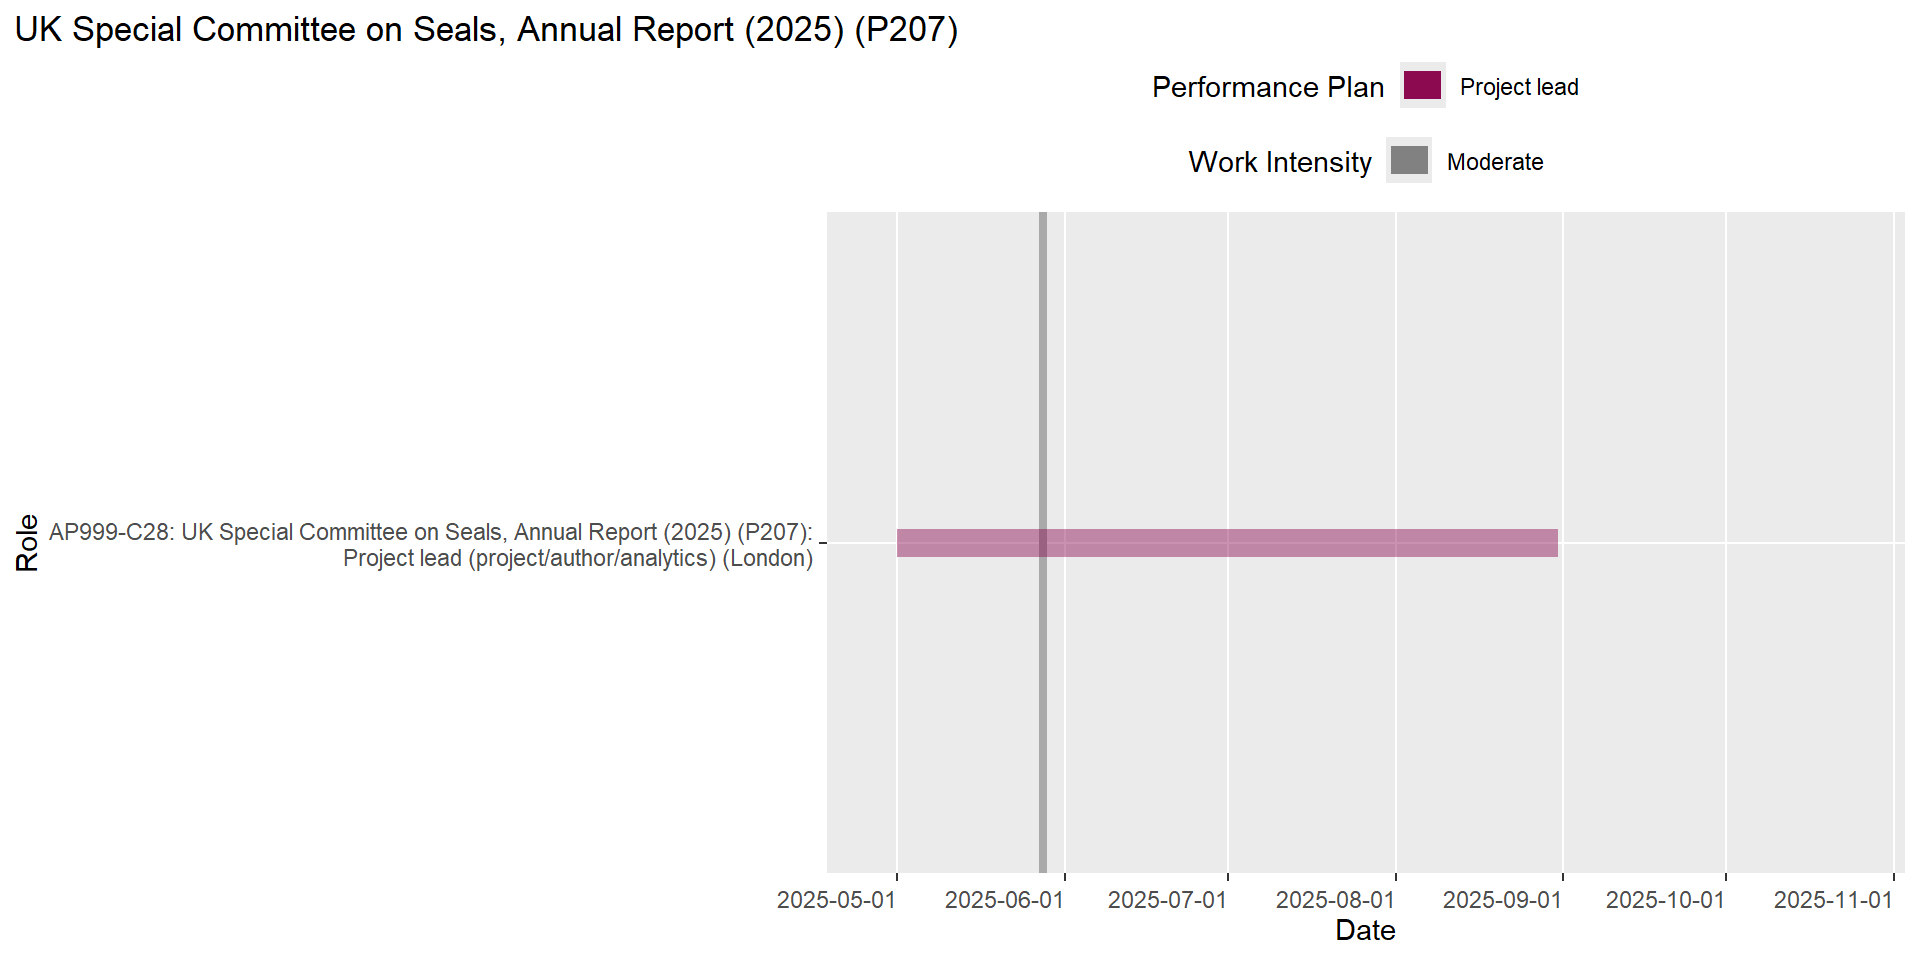 UK Special Committee on Seals, Annual Report (2025) (P207)
Performance Plan
Project lead
Work Intensity
Moderate
Role
AP999-C28: UK Special Committee on Seals, Annual Report (2025) (P207):
Project lead (project/author/analytics) (London)
2025-05-01
2025-06-01
2025-07-01
2025-08-01
2025-09-01
2025-10-01
2025-11-01
Date